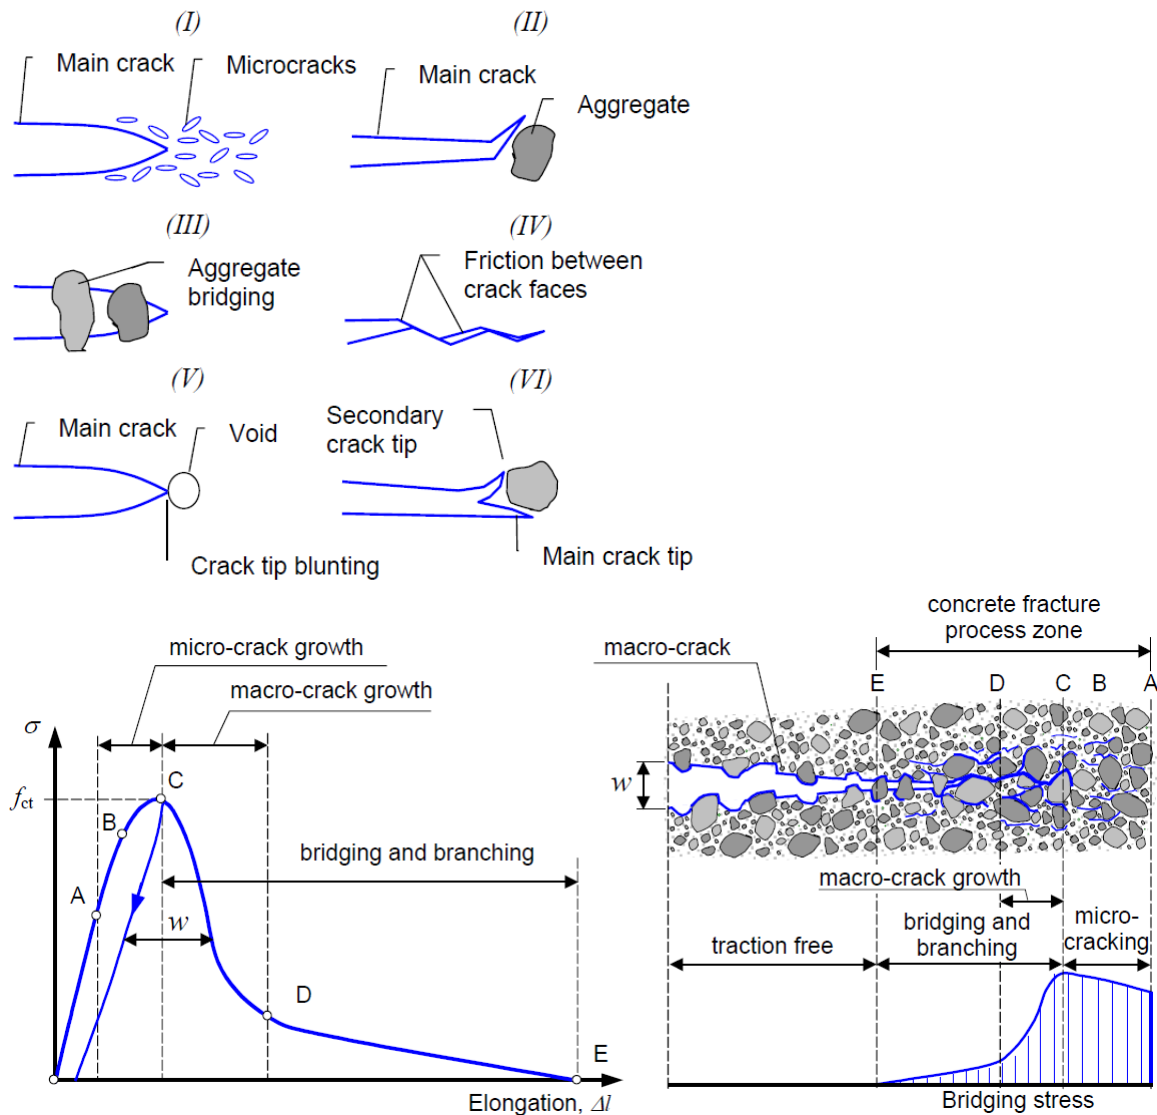 (I)
(II)
Main crack
Microcracks
Main crack
Aggregate
(III)
(IV)
Aggregate
bridging
Friction between
crack faces
(V)
(VI)
Main crack
Void
Secondary
crack tip
Crack tip blunting
Main crack tip
micro-crack growth
macro-crack growth
σ
f_ct
C
B
A
w
bridging and branching
D
E
Elongation, Δl
concrete fracture
process zone
macro-crack
E D C B A
w
macro-crack growth
traction free
bridging and
branching
micro-
cracking
Bridging stress